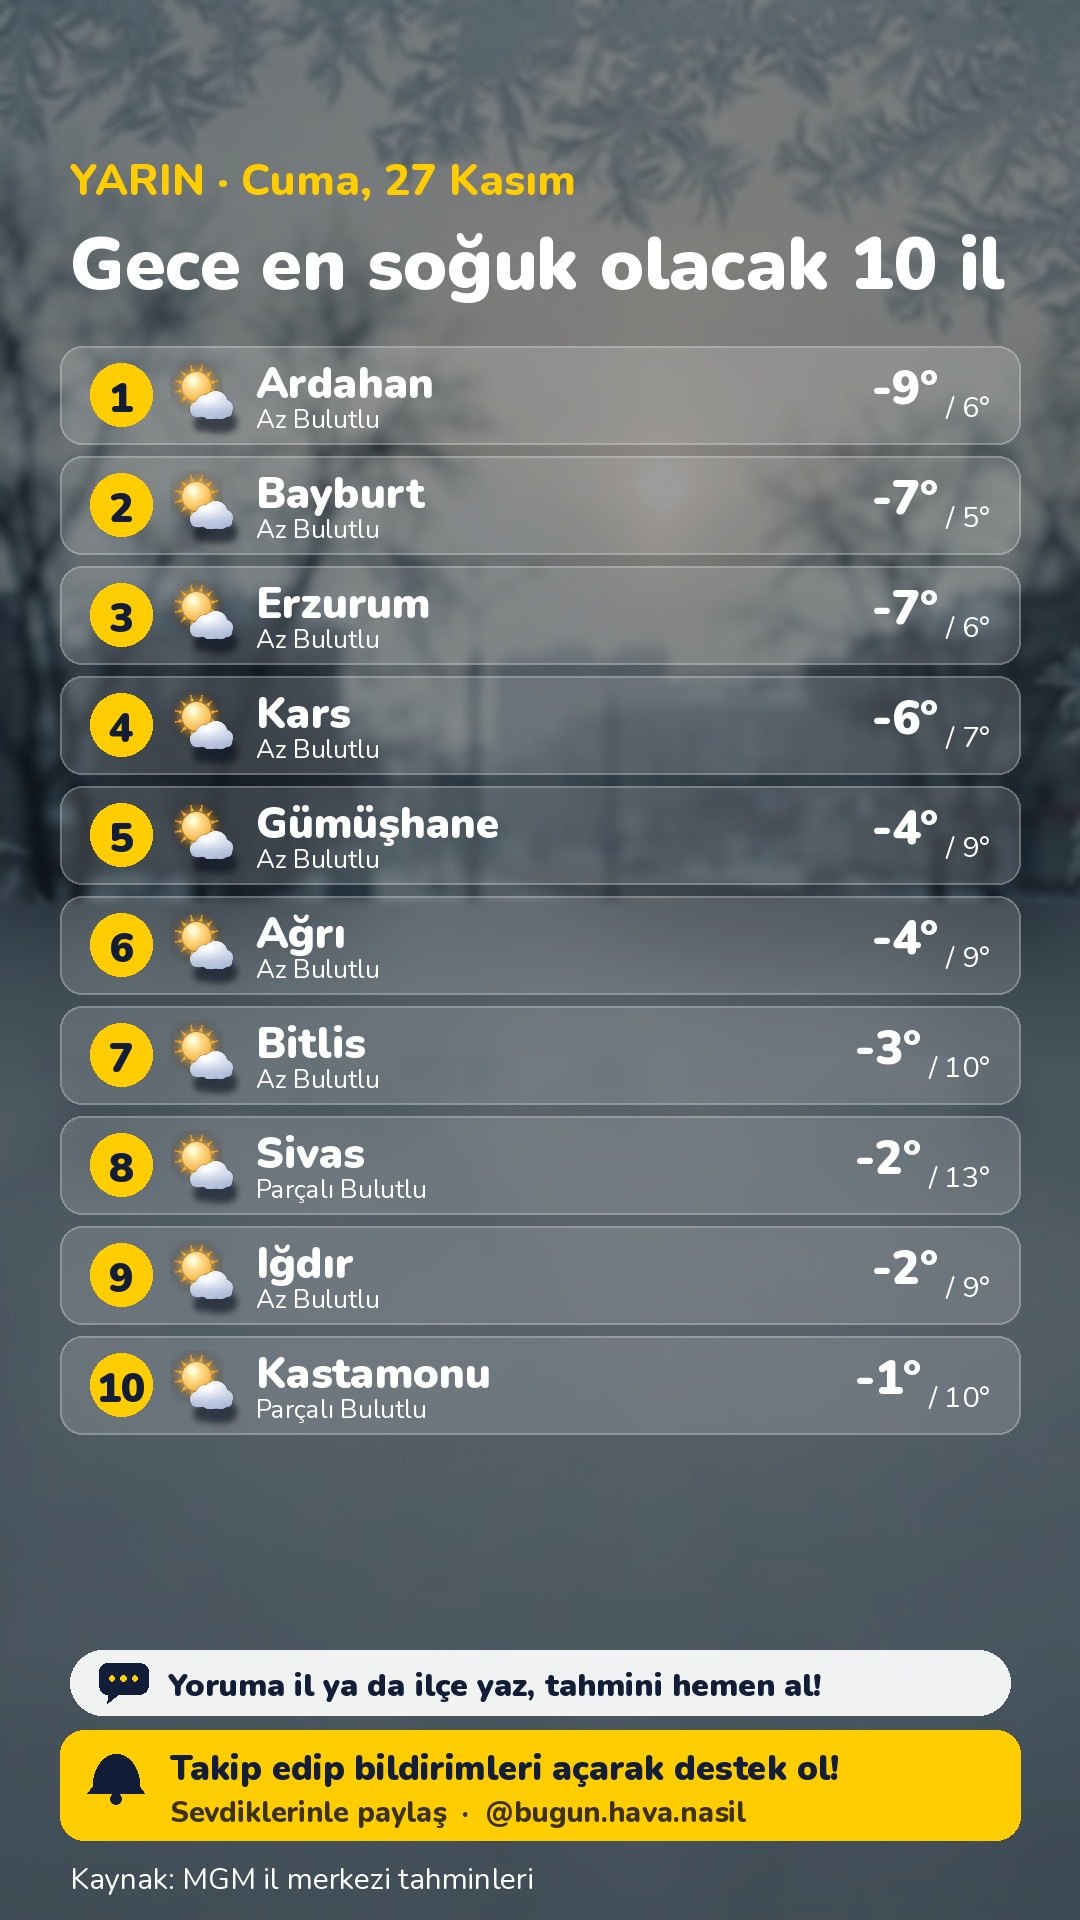 YARIN · Cuma, 27 Kasım
Gece en soğuk olacak 10 il
1 Ardahan -9° / 6°
Az Bulutlu
2 Bayburt -7° / 5°
Az Bulutlu
3 Erzurum -7° / 6°
Az Bulutlu
4 Kars -6° / 7°
Az Bulutlu
5 Gümüşhane -4° / 9°
Az Bulutlu
6 Ağrı -4° / 9°
Az Bulutlu
7 Bitlis -3° / 10°
Az Bulutlu
8 Sivas -2° / 13°
Parçalı Bulutlu
9 Iğdır -2° / 9°
Az Bulutlu
10 Kastamonu -1° / 10°
Parçalı Bulutlu
Yoruma il ya da ilçe yaz, tahmini hemen al!
Takip edip bildirimleri açarak destek ol!
Sevdiklerinle paylaş · @bugun.hava.nasil
Kaynak: MGM il merkezi tahminleri